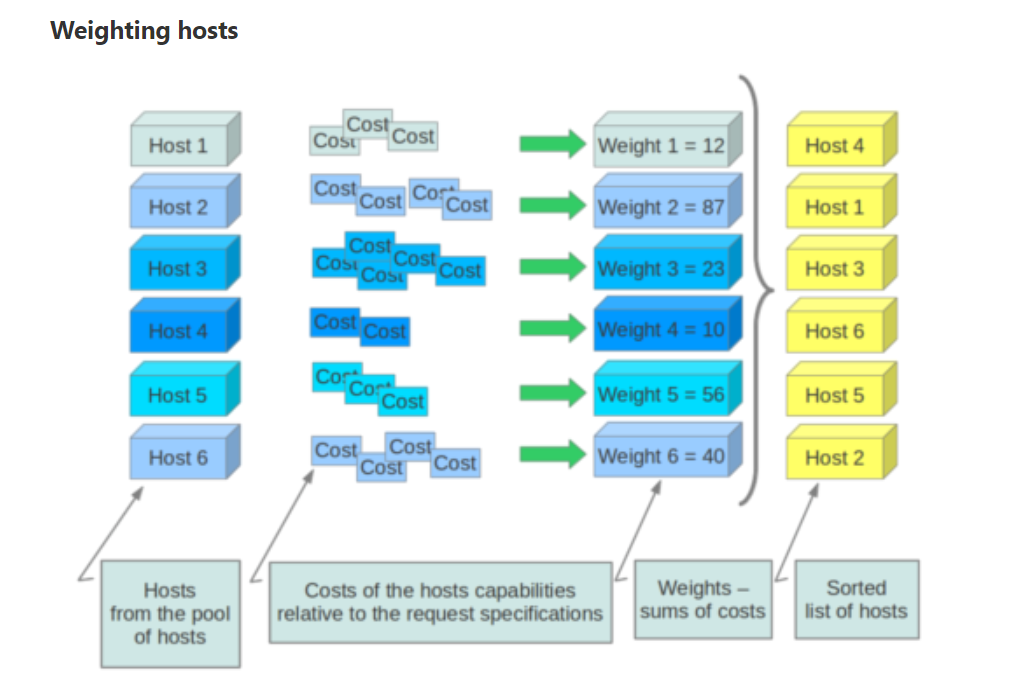 Weighting hosts
Host 1
Cost
Cost
Cost
Weight 1 = 12
Host 4
Host 2
Cost
Cost
Cost
Cost
Weight 2 = 87
Host 1
Host 3
Cost
Cost
Cost
Cost
Cost
Weight 3 = 23
Host 3
Host 4
Cost
Cost
Weight 4 = 10
Host 6
Host 5
Cost
Cost
Cost
Weight 5 = 56
Host 5
Host 6
Cost
Cost
Cost
Cost
Weight 6 = 40
Host 2
Hosts
from the pool
of hosts
Costs of the hosts capabilities
relative to the request specifications
Weights –
sums of costs
Sorted
list of hosts